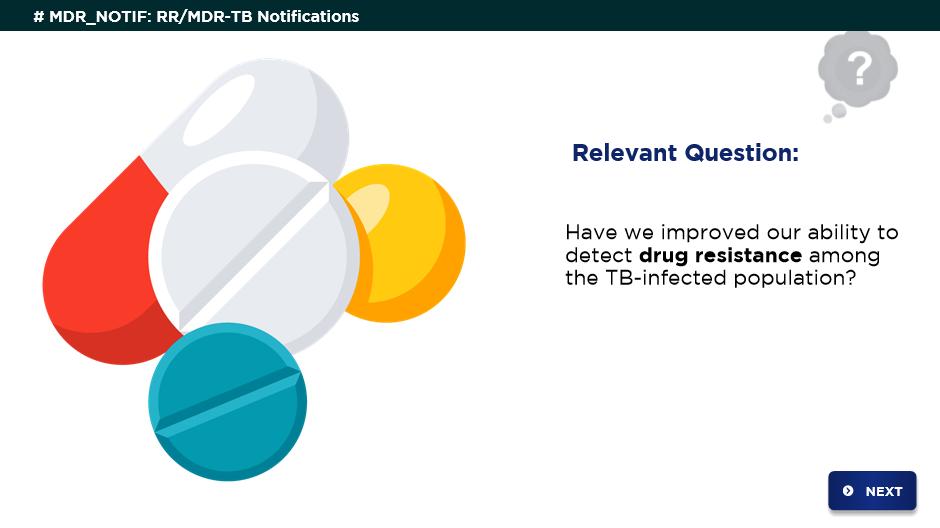 # MDR_NOTIF: RR/MDR-TB Notifications
?
Relevant Question:
Have we improved our ability to
detect drug resistance among
the TB-infected population?
NEXT